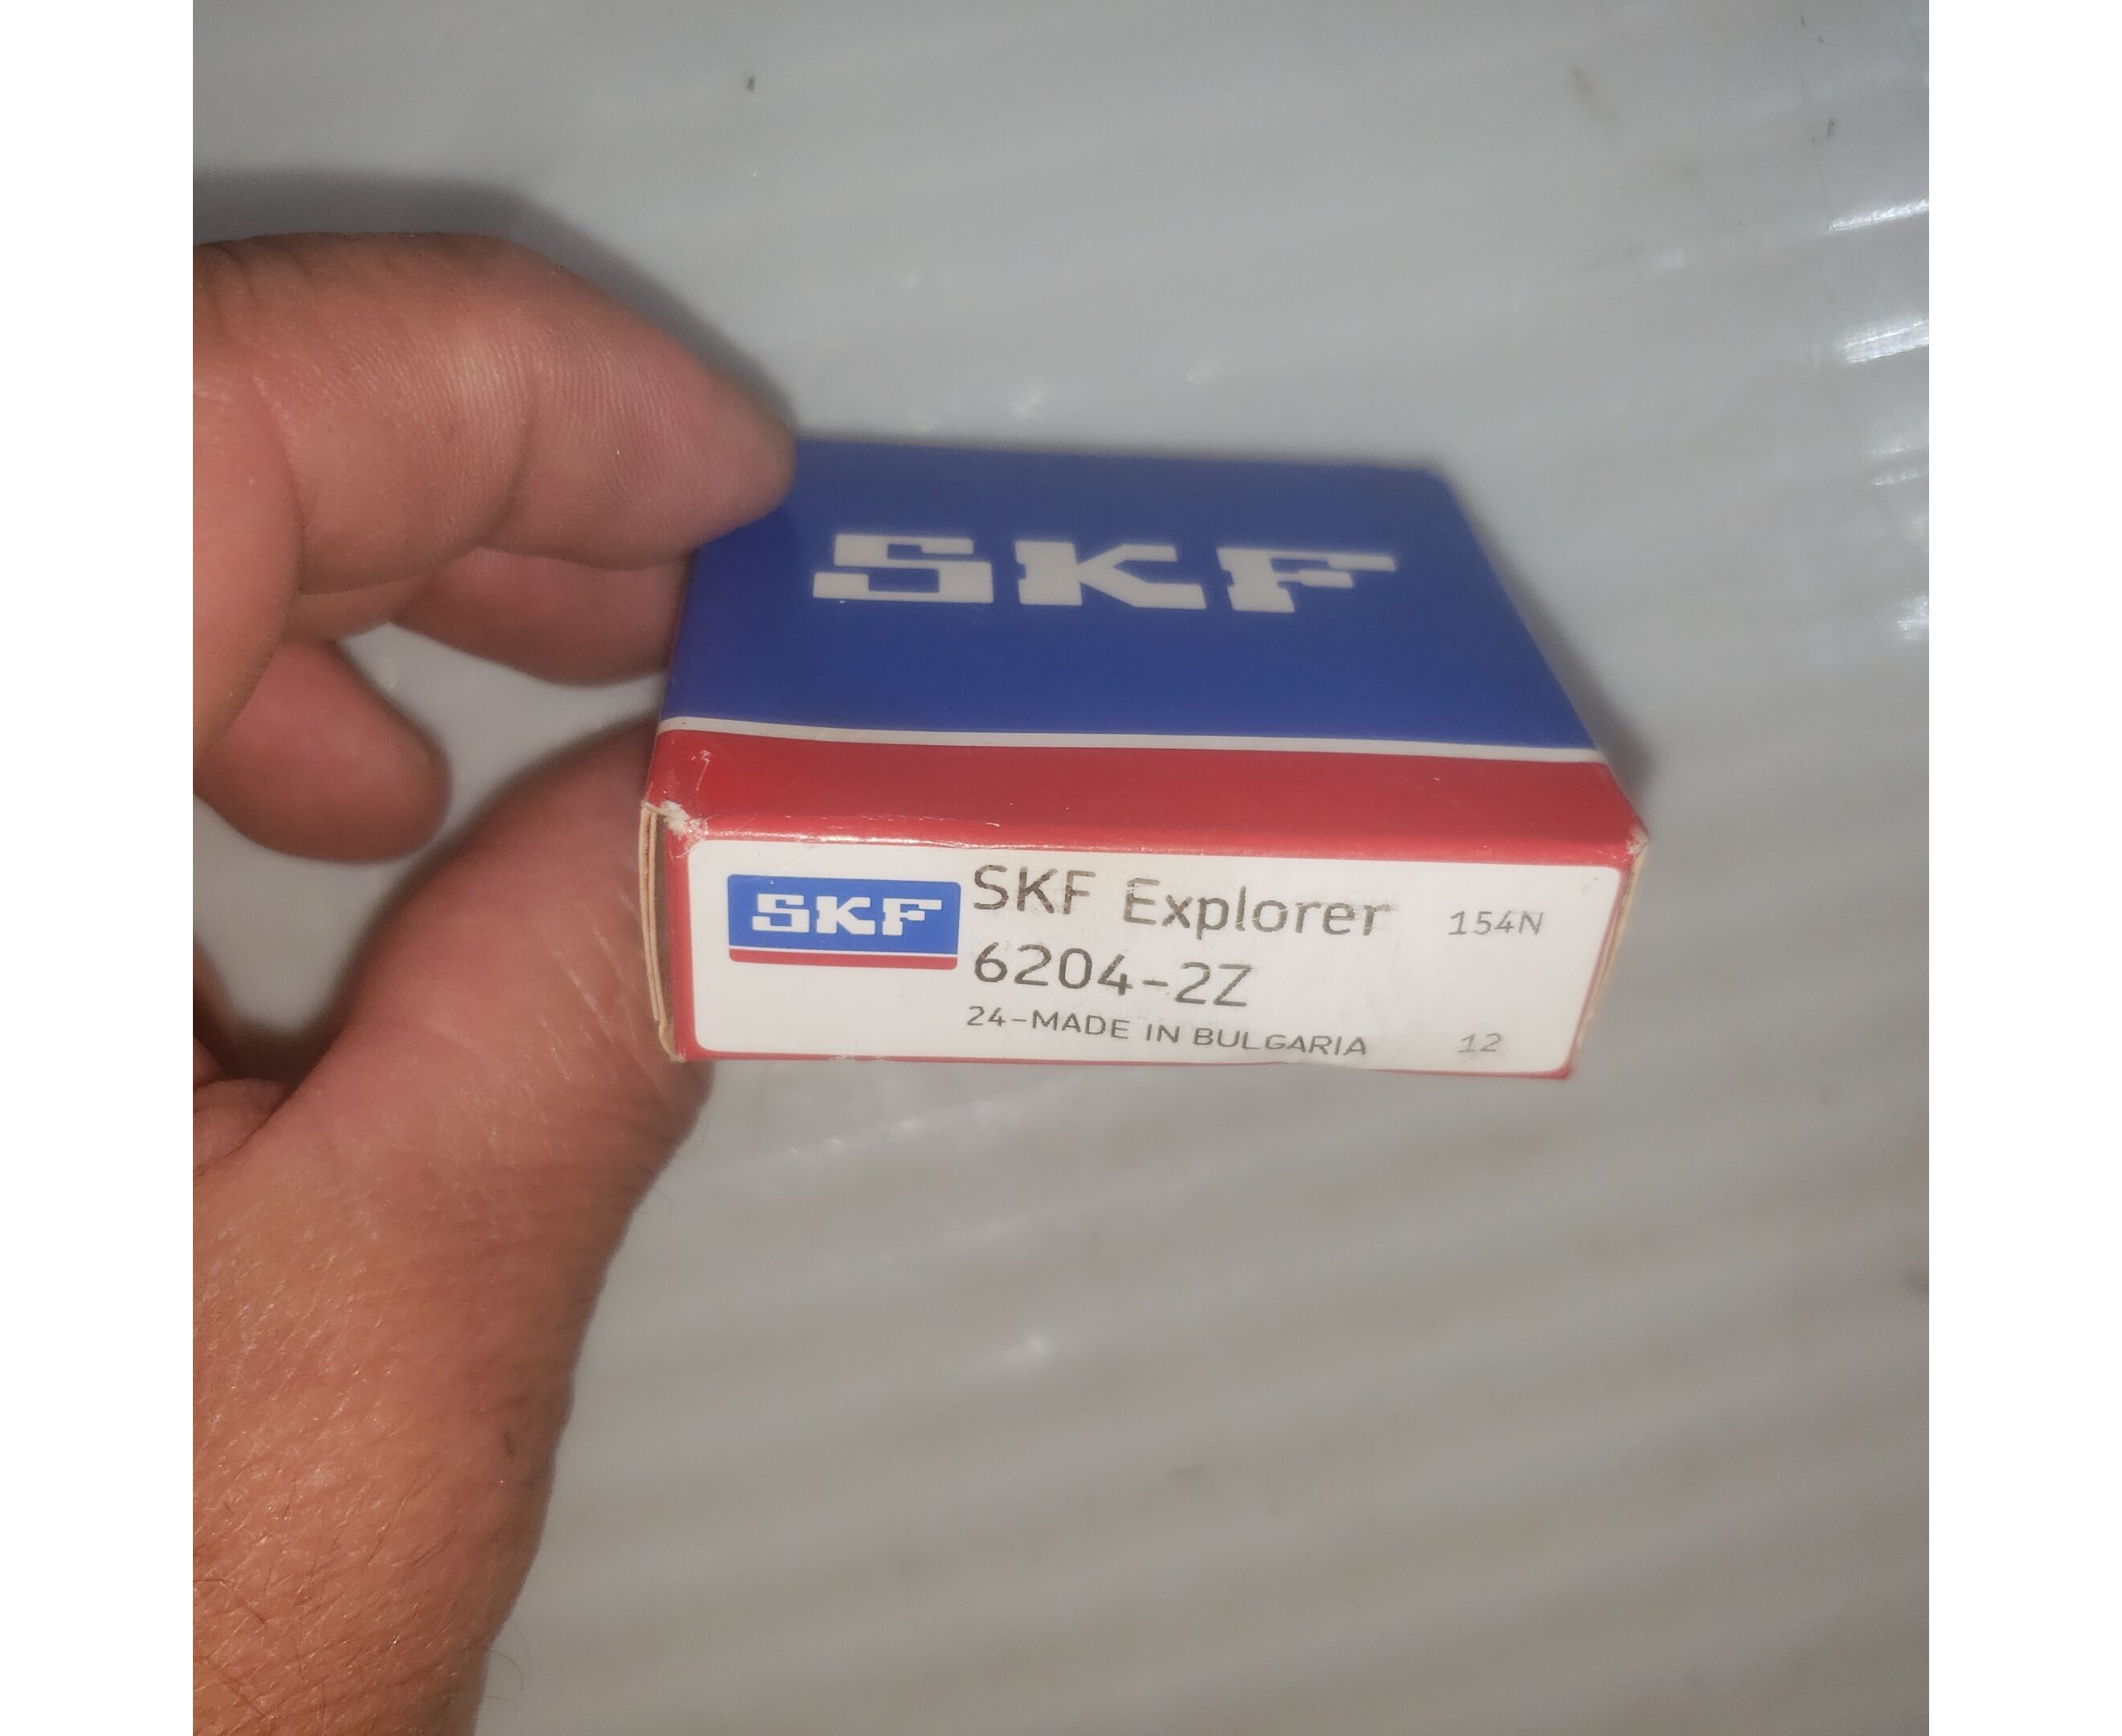 SKF
SKF
SKF Explorer 154N
6204-2Z
24-MADE IN BULGARIA 12